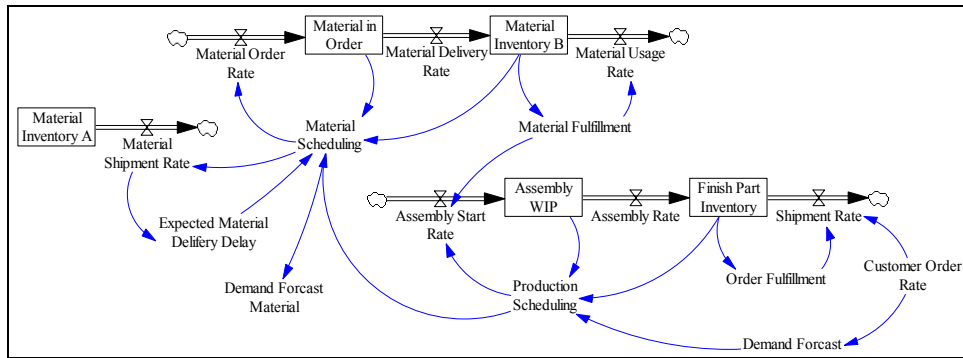 Material in
Order
Material
Inventory B
Material Order
Rate
Material Delivery
Rate
Material Usage
Rate
Material
Inventory A
Material
Shipment Rate
Material
Scheduling
Material Fulfillment
Expected Material
Delifery Delay
Demand Forcast
Material
Assembly Start
Rate
Assembly
WIP
Assembly Rate
Finish Part
Inventory
Shipment Rate
Production
Scheduling
Order Fulfillment
Customer Order
Rate
Demand Forcast